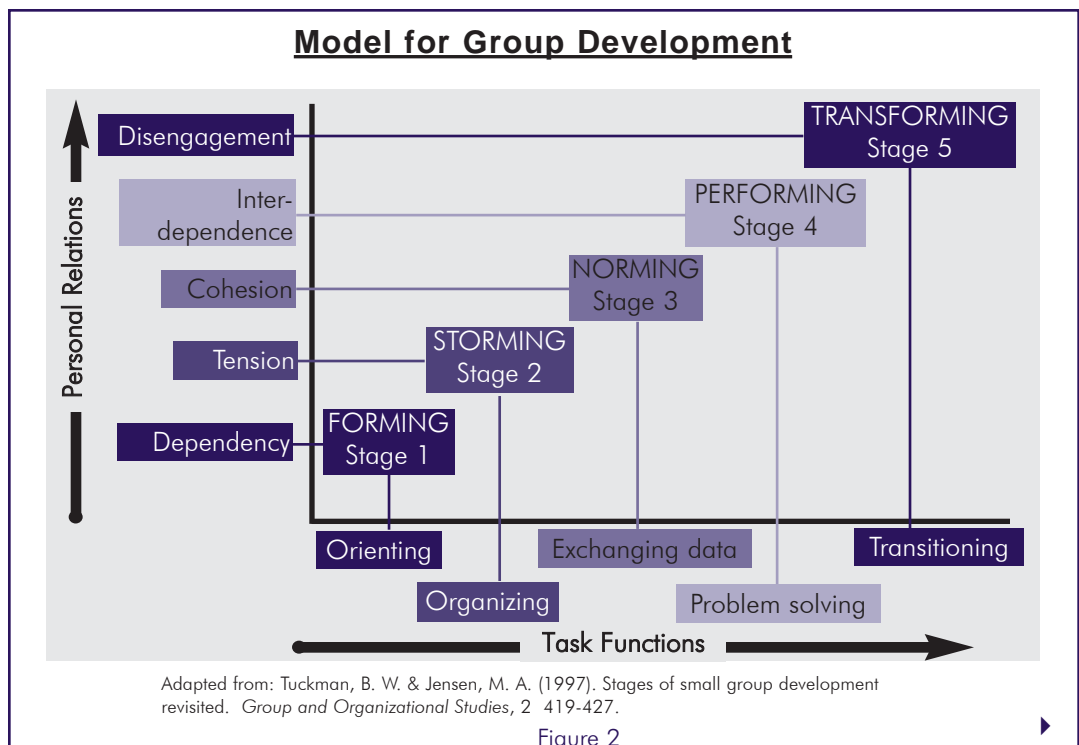 Model for Group Development
Personal Relations
Disengagement
TRANSFORMING
Stage 5
Inter-
dependence
PERFORMING
Stage 4
Cohesion
NORMING
Stage 3
Tension
STORMING
Stage 2
Dependency
FORMING
Stage 1
Orienting
Exchanging data
Transitioning
Organizing
Problem solving
Task Functions
Adapted from: Tuckman, B. W. & Jensen, M. A. (1997). Stages of small group development
revisited. Group and Organizational Studies, 2 419-427.
Figure 2